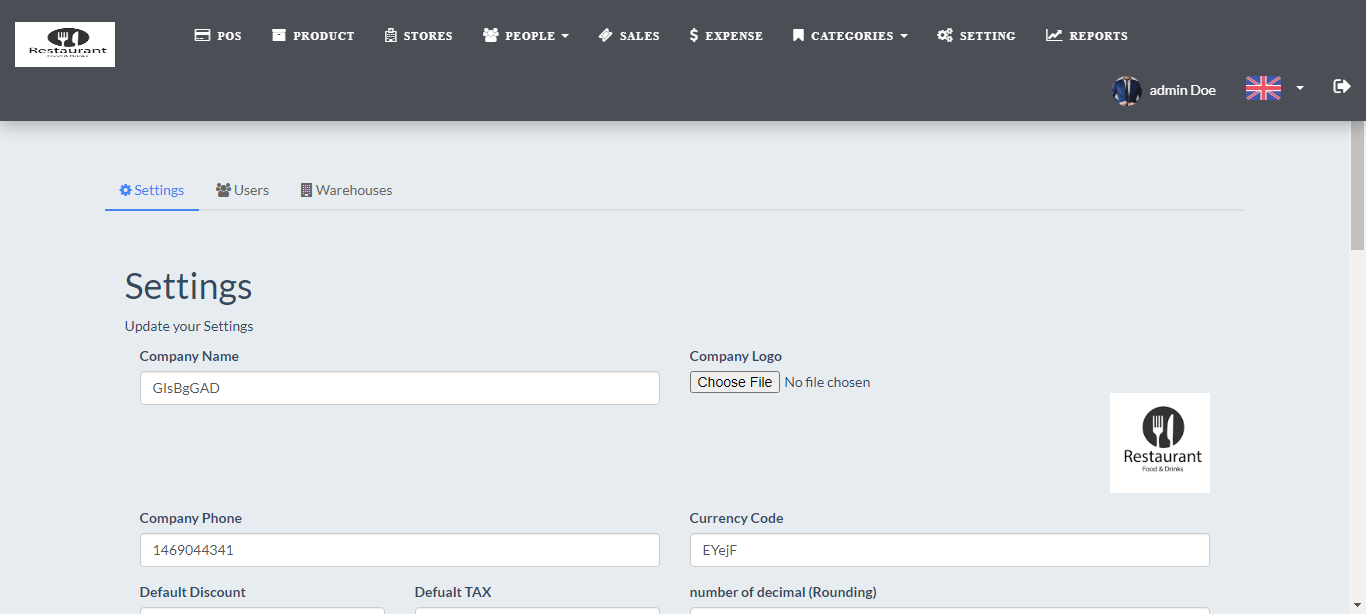 Restaurant
Food & Drinks
POS PRODUCT STORES PEOPLE SALES EXPENSE CATEGORIES SETTING REPORTS
admin Doe
Settings Users Warehouses
Settings
Update your Settings
Company Name Company Logo
GIsBgGAD Choose File No file chosen
Restaurant
Food & Drinks
Company Phone Currency Code
1469044341 EYejF
Default Discount Defualt TAX number of decimal (Rounding)